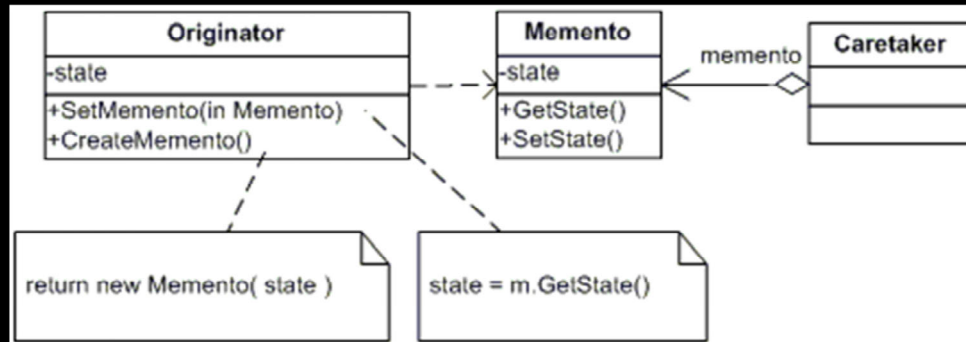 Originator
-state
+SetMemento(in Memento)
+CreateMemento()
Memento
-state
+GetState()
+SetState()
memento
Caretaker
return new Memento( state )
state = m.GetState()